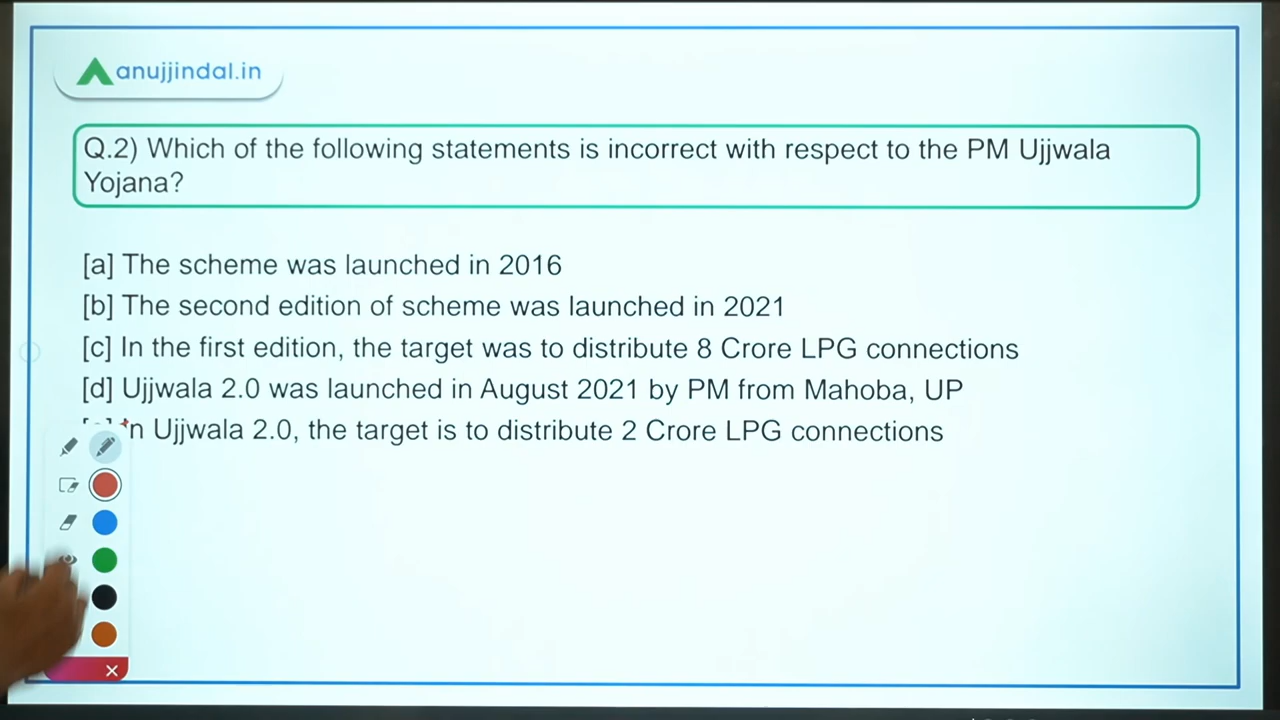 anujjindal.in
Q.2) Which of the following statements is incorrect with respect to the PM Ujjwala
Yojana?
[a] The scheme was launched in 2016
[b] The second edition of scheme was launched in 2021
[c] In the first edition, the target was to distribute 8 Crore LPG connections
[d] Ujjwala 2.0 was launched in August 2021 by PM from Mahoba, UP
Ujjwala 2.0, the target is to distribute 2 Crore LPG connections